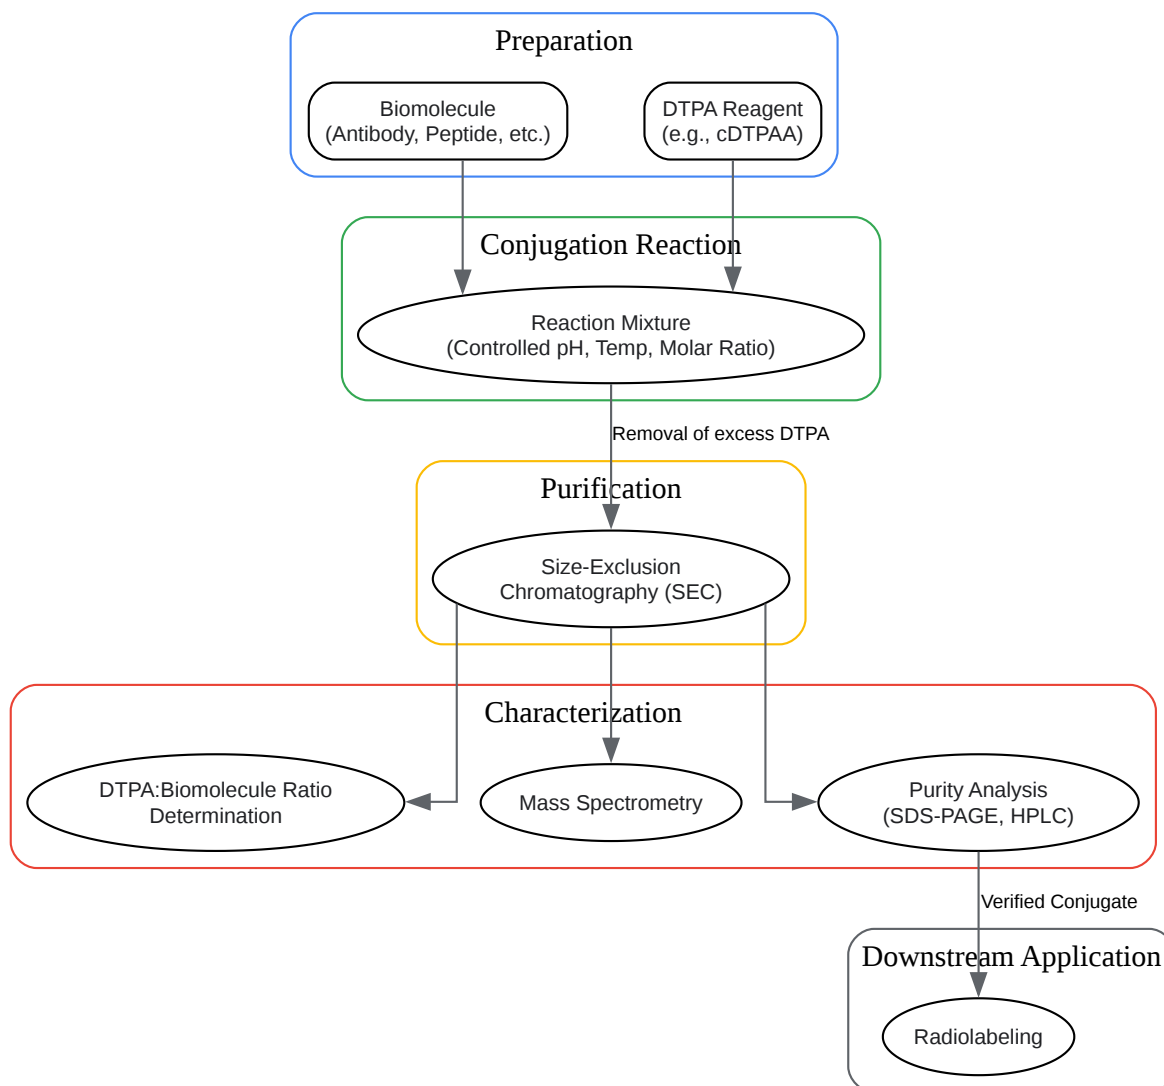 Preparation
Biomolecule
(Antibody, Peptide, etc.)
DTPA Reagent
(e.g., cDTPAA)
Conjugation Reaction
Reaction Mixture
(Controlled pH, Temp, Molar Ratio)
Removal of excess DTPA
Purification
Size-Exclusion
Chromatography (SEC)
Characterization
DTPA:Biomolecule Ratio
Determination
Mass Spectrometry
Purity Analysis
(SDS-PAGE, HPLC)
Verified Conjugate
Downstream Application
Radiolabeling